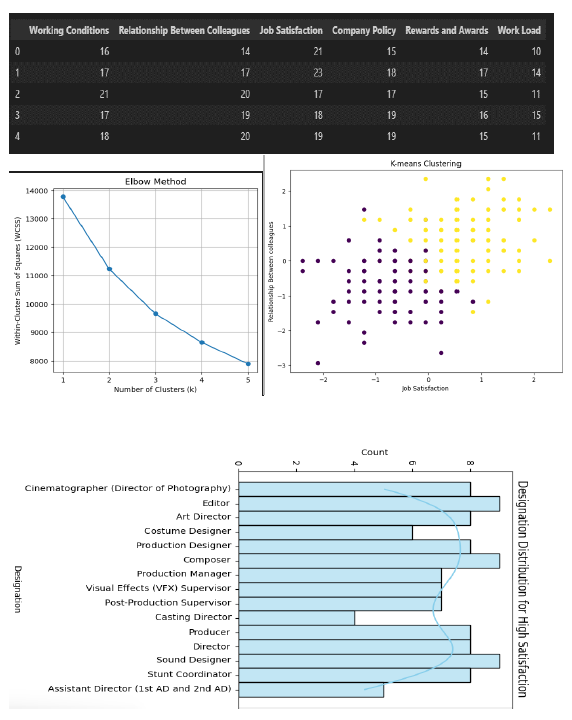 Working Conditions Relationship Between Colleagues Job Satisfaction Company Policy Rewards and Awards Work Load
0 16 14 21 15 14 10
1 17 17 23 18 17 14
2 21 20 17 17 15 11
3 17 19 18 19 16 15
4 18 20 19 19 15 11
Elbow Method
Within-Cluster Sum of Squares (WCSS)
14000
13000
12000
11000
10000
9000
8000
1 2 3 4 5
Number of Clusters (k)
K-means Clustering
Relationship Between colleagues
2
1
0
−1
−2
−3
−2 −1 0 1 2
Job Satisfaction
Designation Distribution for High Satisfaction
Count
0 2 4 6 8
Designation
Cinematographer (Director of Photography)
Editor
Art Director
Costume Designer
Production Designer
Composer
Production Manager
Visual Effects (VFX) Supervisor
Post-Production Supervisor
Casting Director
Producer
Director
Sound Designer
Stunt Coordinator
Assistant Director (1st AD and 2nd AD)